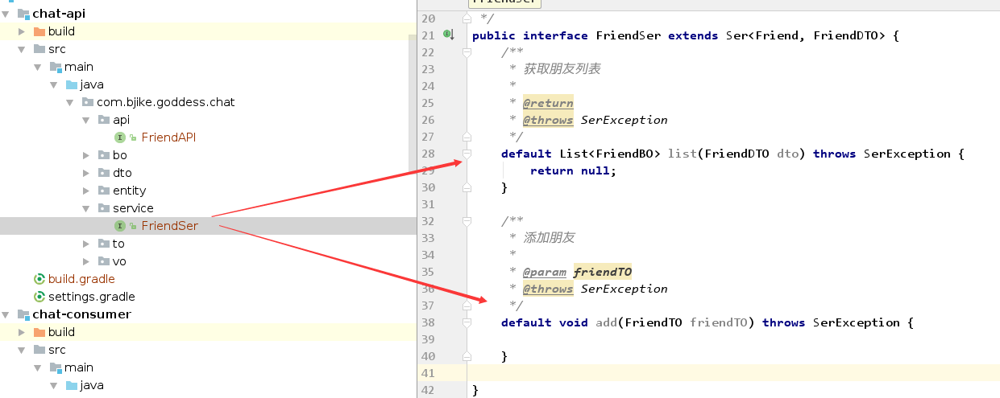 chat-api
build
src
main
java
com.bjike.goddess.chat
api
FriendAPI
bo
dto
entity
service
FriendSer
to
vo
build.gradle
settings.gradle
chat-consumer
build
src
main
java
20 */
21 public interface FriendSer extends Ser<Friend, FriendDTO> {
22 /**
23 * 获取朋友列表
24 *
25 * @return
26 * @throws SerException
27 */
28 default List<FriendBO> list(FriendDTO dto) throws SerException {
29 return null;
30 }
31
32 /**
33 * 添加朋友
34 *
35 * @param friendTO
36 * @throws SerException
37 */
38 default void add(FriendTO friendTO) throws SerException {
39
40 }
41
42 }